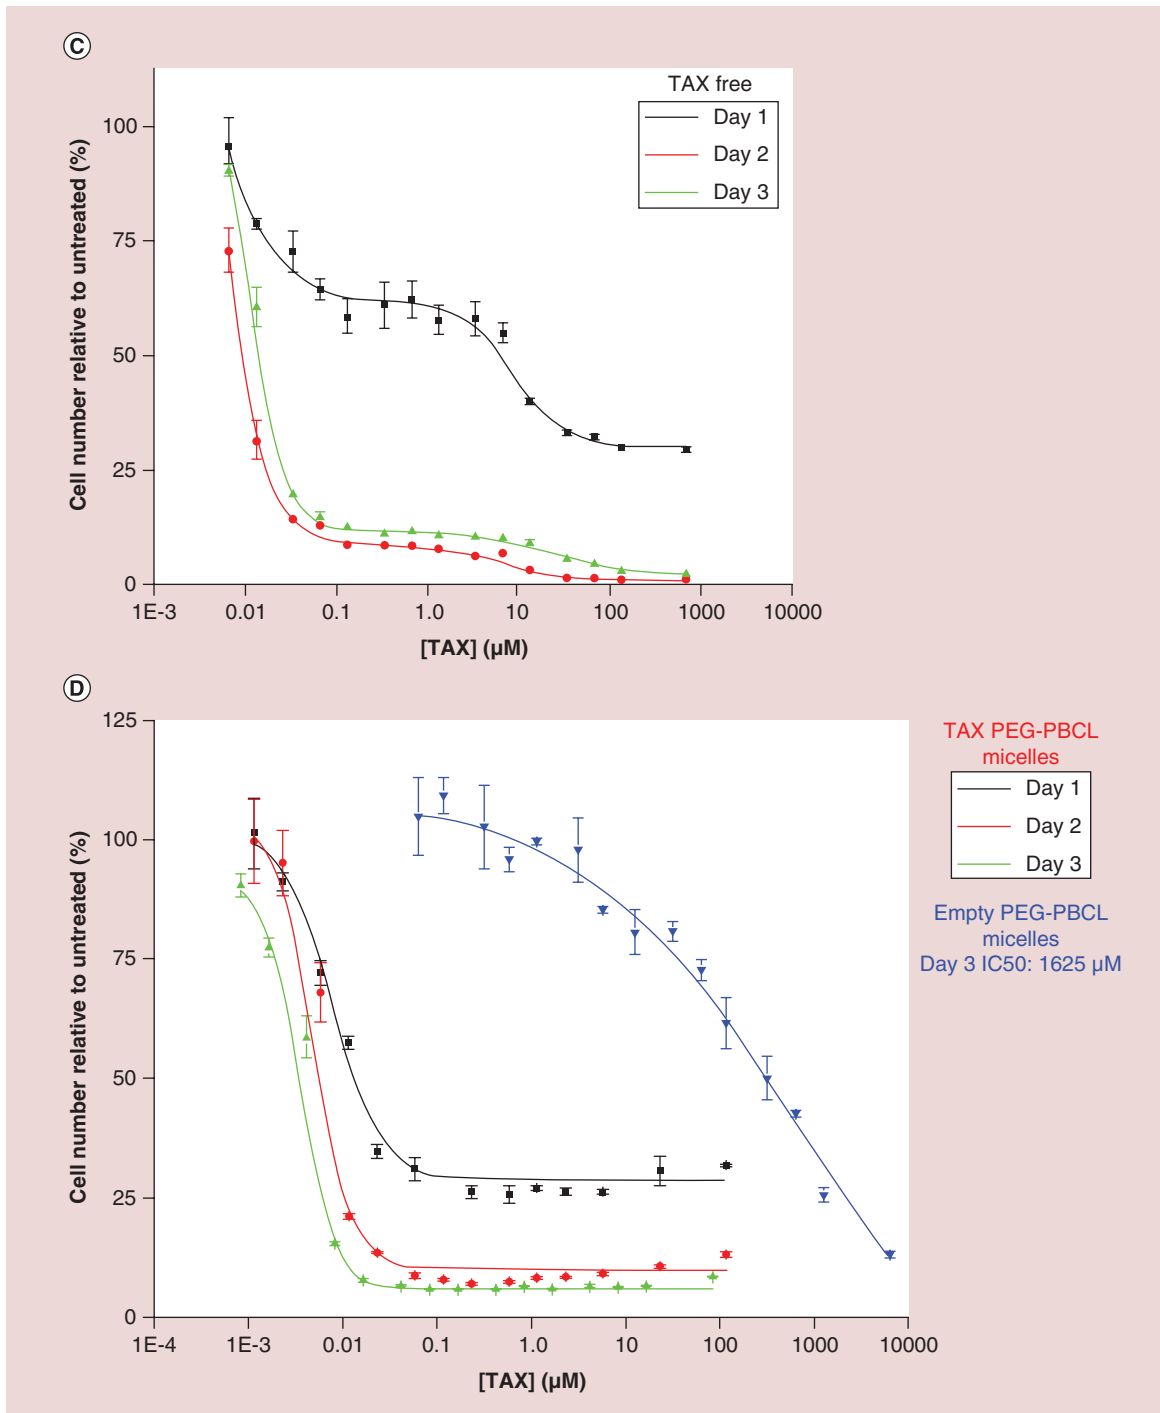 C
TAX free
Day 1
Day 2
Day 3
Cell number relative to untreated (%)
100
75
50
25
0
1E-3
0.01
0.1
1.0
10
100
1000
10000
[TAX] (µM)
D
TAX PEG-PBCL
micelles
Day 1
Day 2
Day 3
Empty PEG-PBCL
micelles
Day 3 IC50: 1625 µM
Cell number relative to untreated (%)
125
100
75
50
25
0
1E-4
1E-3
0.01
0.1
1.0
10
100
1000
10000
[TAX] (µM)